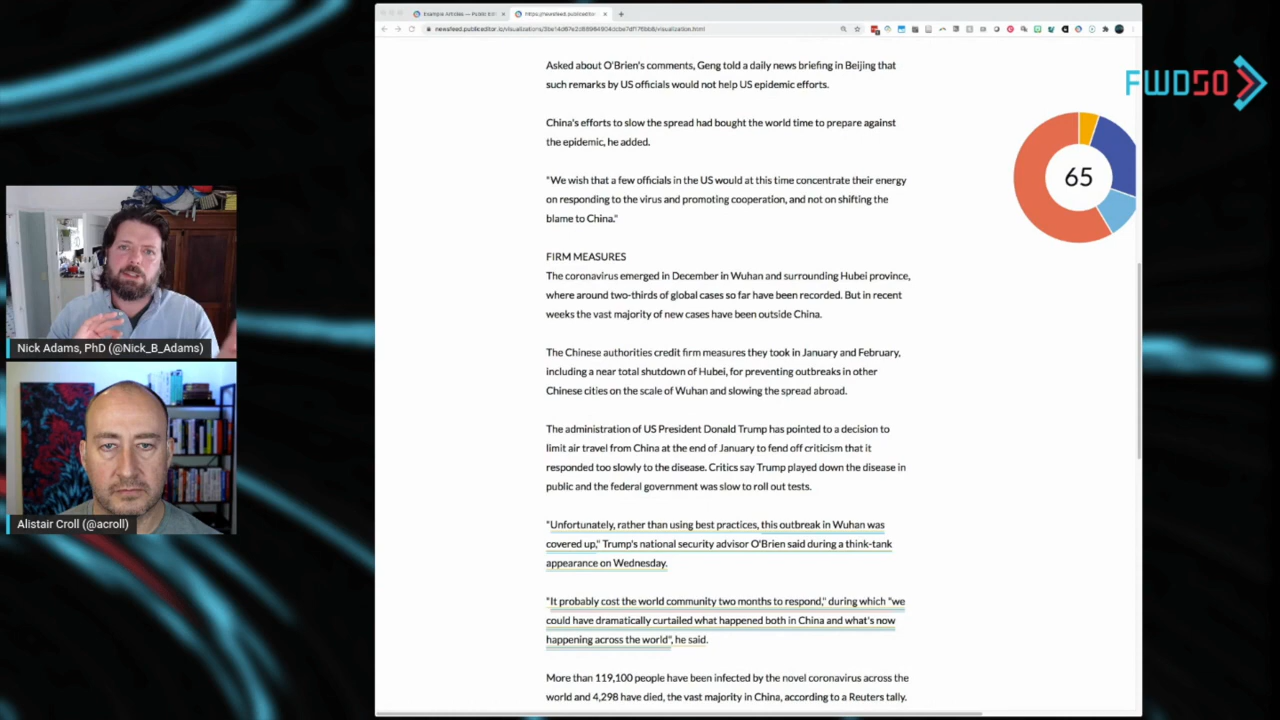 Example Articles — Public Edi
newsfeed.publiceditor.io/visualizations/
FWD50
Asked about O'Brien's comments, Geng told a daily news briefing in Beijing that
such remarks by US officials would not help US epidemic efforts.
China's efforts to slow the spread had bought the world time to prepare against
the epidemic, he added.
"We wish that a few officials in the US would at this time concentrate their energy
on responding to the virus and promoting cooperation, and not on shifting the
blame to China."
65
FIRM MEASURES
The coronavirus emerged in December in Wuhan and surrounding Hubei province,
where around two-thirds of global cases so far have been recorded. But in recent
weeks the vast majority of new cases have been outside China.
The Chinese authorities credit firm measures they took in January and February,
including a near total shutdown of Hubei, for preventing outbreaks in other
Chinese cities on the scale of Wuhan and slowing the spread abroad.
The administration of US President Donald Trump has pointed to a decision to
limit air travel from China at the end of January to fend off criticism that it
responded too slowly to the disease. Critics say Trump played down the disease in
public and the federal government was slow to roll out tests.
"Unfortunately, rather than using best practices, this outbreak in Wuhan was
covered up," Trump's national security advisor O'Brien said during a think-tank
appearance on Wednesday.
"It probably cost the world community two months to respond," during which "we
could have dramatically curtailed what happened both in China and what's now
happening across the world", he said.
More than 119,100 people have been infected by the novel coronavirus across the
world and 4,298 have died, the vast majority in China, according to a Reuters tally.
Nick Adams, PhD (@Nick_B_Adams)
Alistair Croll (@acroll)